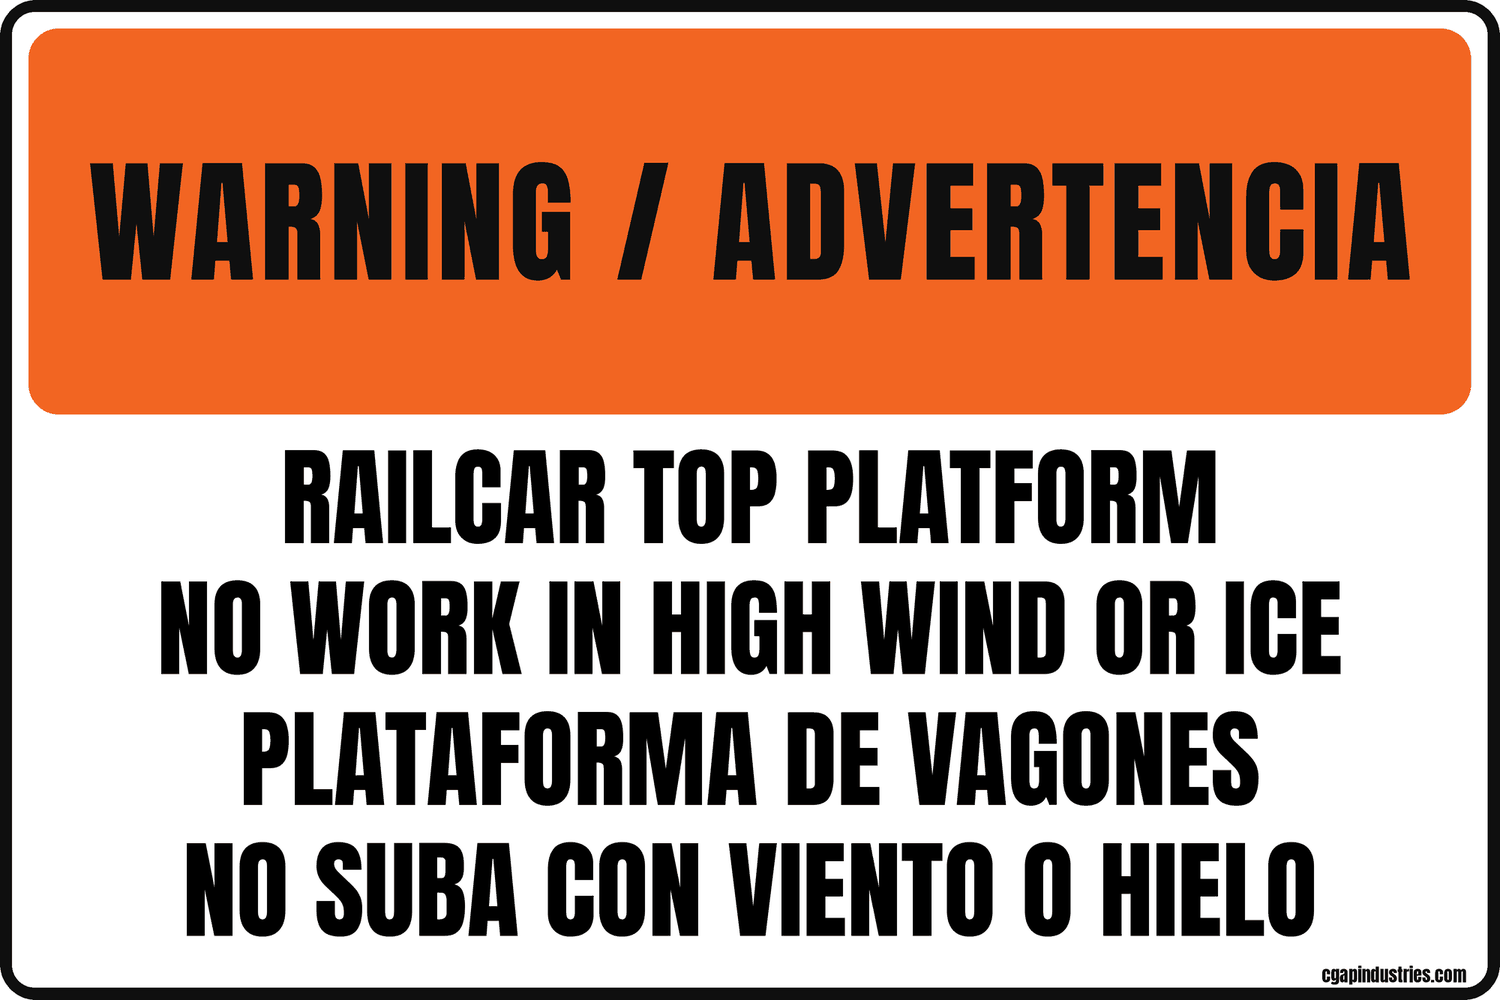 WARNING / ADVERTENCIA
RAILCAR TOP PLATFORM
NO WORK IN HIGH WIND OR ICE
PLATAFORMA DE VAGONES
NO SUBA CON VIENTO O HIELO
cgapindustries.com